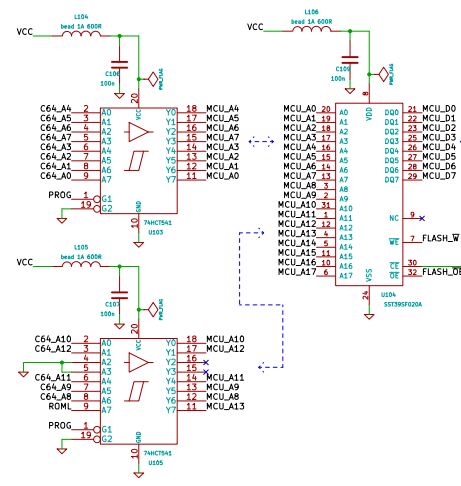 L104
bead 1A 600R
VCC
C106
100n
PWR_FLAG
20
VCC
C64_A4 2 A0 Y0 18 MCU_A4
C64_A5 3 A1 Y1 17 MCU_A5
C64_A6 4 A2 Y2 16 MCU_A6
C64_A7 5 A3 Y3 15 MCU_A7
C64_A3 6 A4 Y4 14 MCU_A3
C64_A2 7 A5 Y5 13 MCU_A2
C64_A1 8 A6 Y6 12 MCU_A1
C64_A0 9 A7 Y7 11 MCU_A0
PROG 1 G1
19 G2
GND
10
74HCT541
U103
L105
bead 1A 600R
VCC
C107
100n
PWR_FLAG
20
VCC
C64_A10 2 A0 Y0 18 MCU_A10
C64_A12 3 A1 Y1 17 MCU_A12
4 A2 Y2 16
5 A3 Y3 15
C64_A11 6 A4 Y4 14 MCU_A11
C64_A9 7 A5 Y5 13 MCU_A9
C64_A8 8 A6 Y6 12 MCU_A8
ROML 9 A7 Y7 11 MCU_A13
PROG 1 G1
19 G2
GND
10
74HCT541
U105
L106
bead 1A 600R
VCC
C109
100n
PWR_FLAG
8
VDD
MCU_A0 20 A0 DQ0 21 MCU_D0
MCU_A1 19 A1 DQ1 22 MCU_D1
MCU_A2 18 A2 DQ2 23 MCU_D2
MCU_A3 17 A3 DQ3 25 MCU_D3
MCU_A4 16 A4 DQ4 26 MCU_D4
MCU_A5 15 A5 DQ5 27 MCU_D5
MCU_A6 14 A6 DQ6 28 MCU_D6
MCU_A7 13 A7 DQ7 29 MCU_D7
MCU_A8 3 A8
MCU_A9 2 A9
MCU_A10 31 A10
MCU_A11 1 A11 NC 9
MCU_A12 12 A12
MCU_A13 4 A13
MCU_A14 5 A14 WE 7 FLASH_W
MCU_A15 11 A15
MCU_A16 10 A16 CE 30
MCU_A17 6 A17 OE 32 FLASH_OE
VSS
24
U104
SST39SF020A